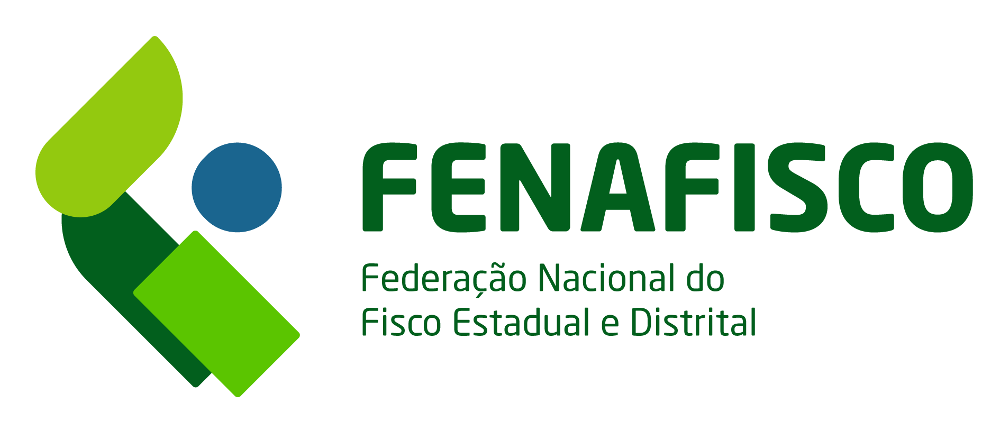 FENAFISCO
Federação Nacional do
Fisco Estadual e Distrital